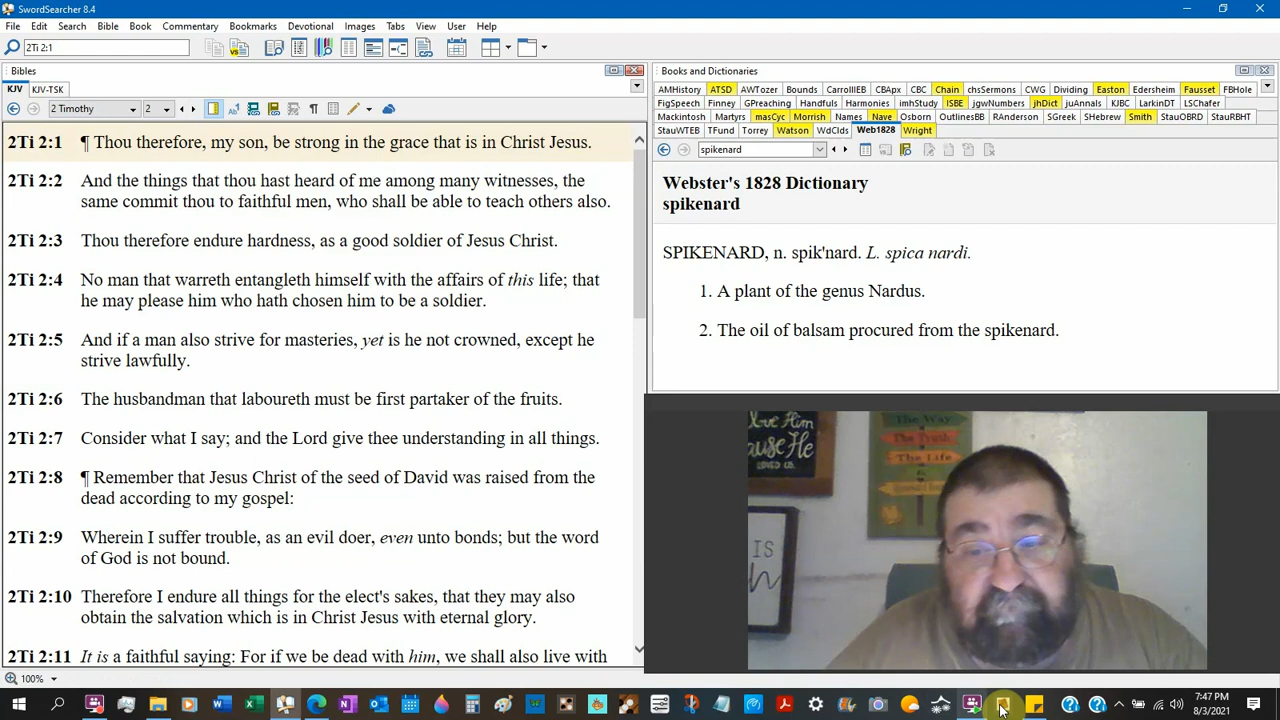 SwordSearcher 8.4
File Edit Search Bible Book Commentary Bookmarks Devotional Images Tabs View User Help
2Ti 2:1
Bibles
KJV KJV-TSK
2 Timothy 2
2Ti 2:1 ¶ Thou therefore, my son, be strong in the grace that is in Christ Jesus.
2Ti 2:2 And the things that thou hast heard of me among many witnesses, the
same commit thou to faithful men, who shall be able to teach others also.
2Ti 2:3 Thou therefore endure hardness, as a good soldier of Jesus Christ.
2Ti 2:4 No man that warreth entangleth himself with the affairs of this life; that
he may please him who hath chosen him to be a soldier.
2Ti 2:5 And if a man also strive for masteries, yet is he not crowned, except he
strive lawfully.
2Ti 2:6 The husbandman that laboureth must be first partaker of the fruits.
2Ti 2:7 Consider what I say; and the Lord give thee understanding in all things.
2Ti 2:8 ¶ Remember that Jesus Christ of the seed of David was raised from the
dead according to my gospel:
2Ti 2:9 Wherein I suffer trouble, as an evil doer, even unto bonds; but the word
of God is not bound.
2Ti 2:10 Therefore I endure all things for the elect's sakes, that they may also
obtain the salvation which is in Christ Jesus with eternal glory.
2Ti 2:11 It is a faithful saying: For if we be dead with him, we shall also live with
100%
Books and Dictionaries
AMHistory ATSD AWTozer Bounds CarrollIEB CBApx CBC Chain chsSermons CWG Dividing Easton Edersheim Fausset FBHole
FigSpeech Finney GPreaching Handfuls Harmonies imhStudy ISBE jgwNumbers jhDict juAnnals KJBC LarkinDT LSChafer
Mackintosh Martyrs masCyc Morrish Names Nave Osborn OutlinesBB RAnderson SGreek SHebrew Smith StauOBRD StauRBHT
StauWTEB TFund Torrey Watson WdClds Web1828 Wright
spikenard
Webster's 1828 Dictionary
spikenard
SPIKENARD, n. spik'nard. L. spica nardi.
1. A plant of the genus Nardus.
2. The oil of balsam procured from the spikenard.
The Way
The Truth
The Life
ove Him
ause He
LOVED US.
IS
7:47 PM
8/3/2021